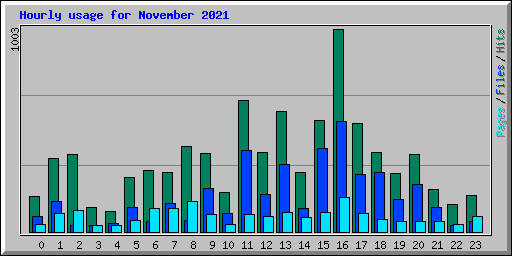 Hourly usage for November 2021
1003
Pages / Files / Hits
0 1 2 3 4 5 6 7 8 9 10 11 12 13 14 15 16 17 18 19 20 21 22 23